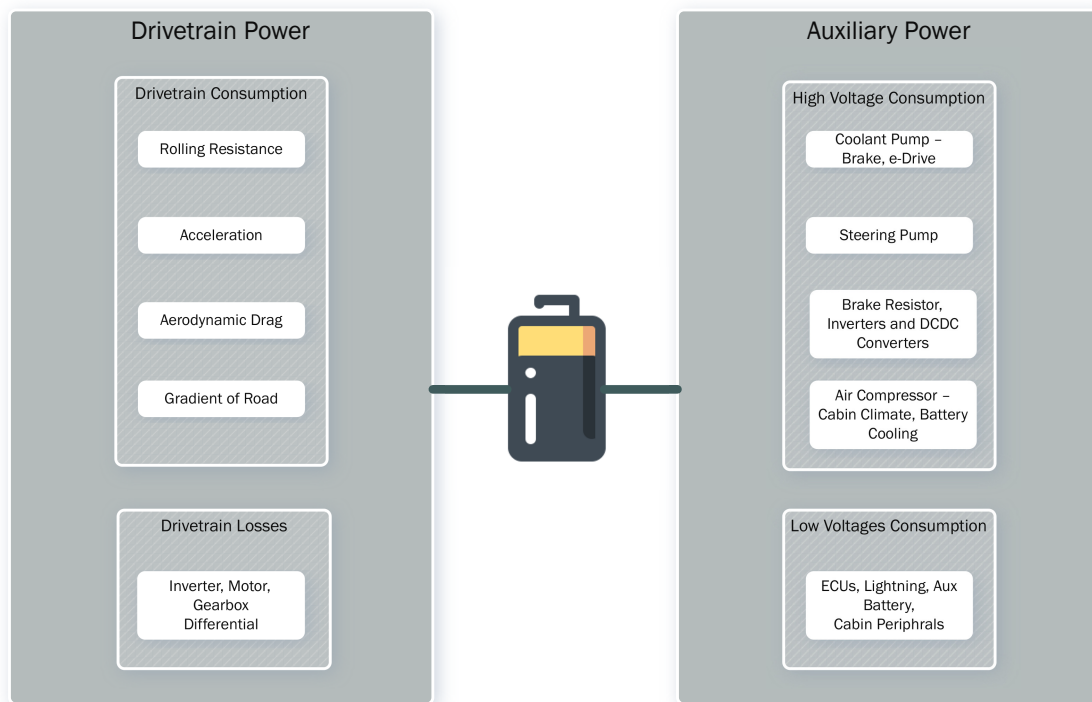 Drivetrain Power
Drivetrain Consumption
Rolling Resistance
Acceleration
Aerodynamic Drag
Gradient of Road
Drivetrain Losses
Inverter, Motor,
Gearbox
Differential
Auxiliary Power
High Voltage Consumption
Coolant Pump –
Brake, e-Drive
Steering Pump
Brake Resistor,
Inverters and DCDC
Converters
Air Compressor –
Cabin Climate, Battery
Cooling
Low Voltages Consumption
ECUs, Lightning, Aux
Battery,
Cabin Periphrals